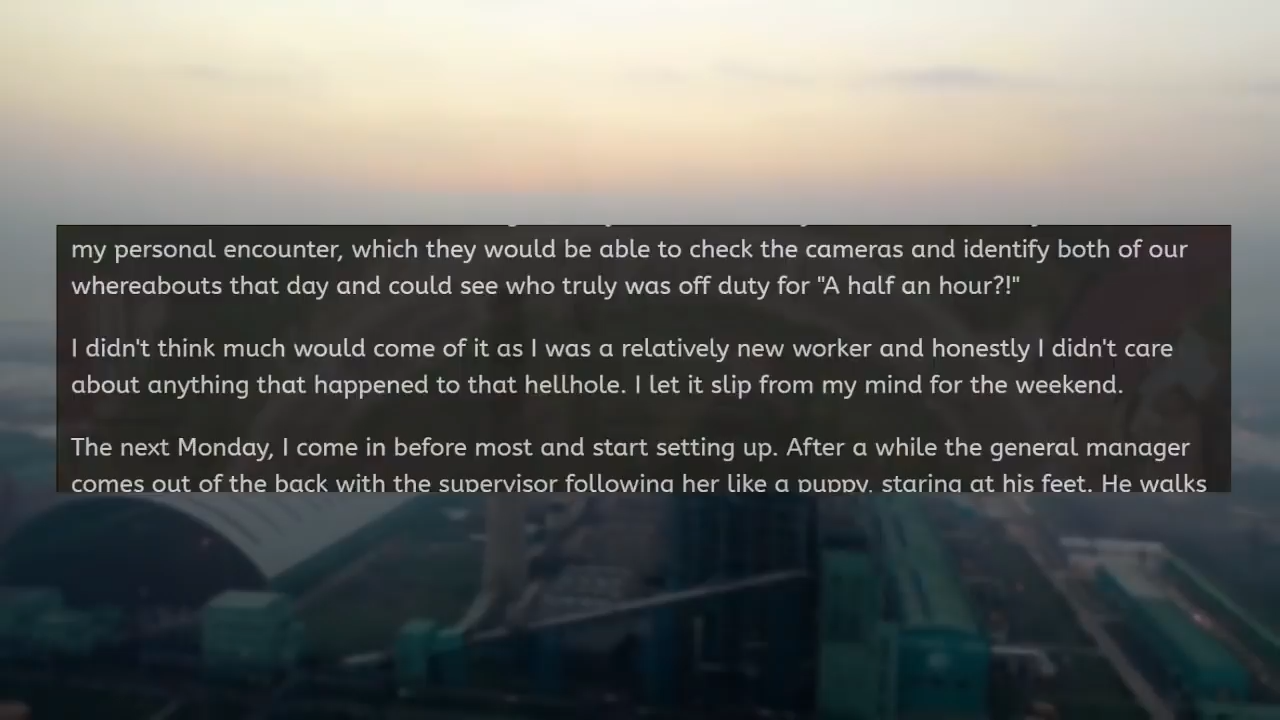 my personal encounter, which they would be able to check the cameras and identify both of our
whereabouts that day and could see who truly was off duty for "A half an hour?!"
I didn't think much would come of it as I was a relatively new worker and honestly I didn't care
about anything that happened to that hellhole. I let it slip from my mind for the weekend.
The next Monday, I come in before most and start setting up. After a while the general manager
comes out of the back with the supervisor following her like a puppy, staring at his feet. He walks